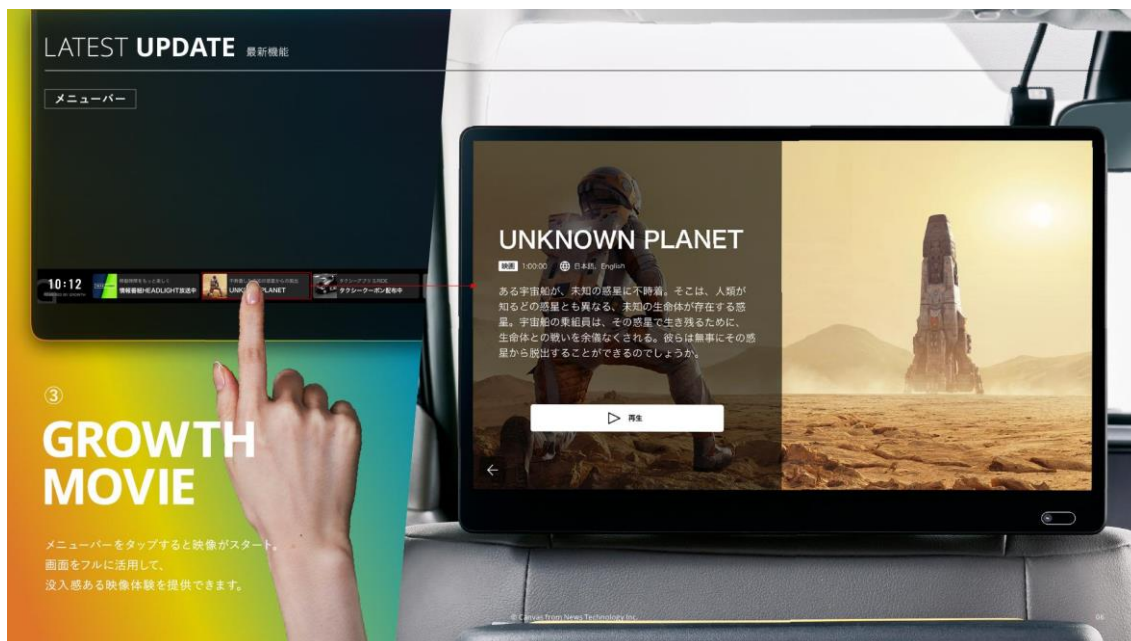 LATEST UPDATE 最新機能
メニューバー
10:12
情報番組HEADLIGHT放送中
タクシークーポン配布中
③
GROWTH
MOVIE
メニューバーをタップすると映像がスタート。
画面をフルに活用して、
没入感ある映像体験を提供できます。
UNKNOWN PLANET
映画 1:00:00 日本語, English
ある宇宙船が、未知の惑星に不時着。そこは、人類が
知るどの惑星とも異なる、未知の生命体が存在する惑
星。宇宙船の乗組員は、その惑星で生き残るために、
生命体との戦いを余儀なくされる。彼らは無事にその惑
星から脱出することができるのでしょうか。
再生
© Canvas from News Technology Inc.
06